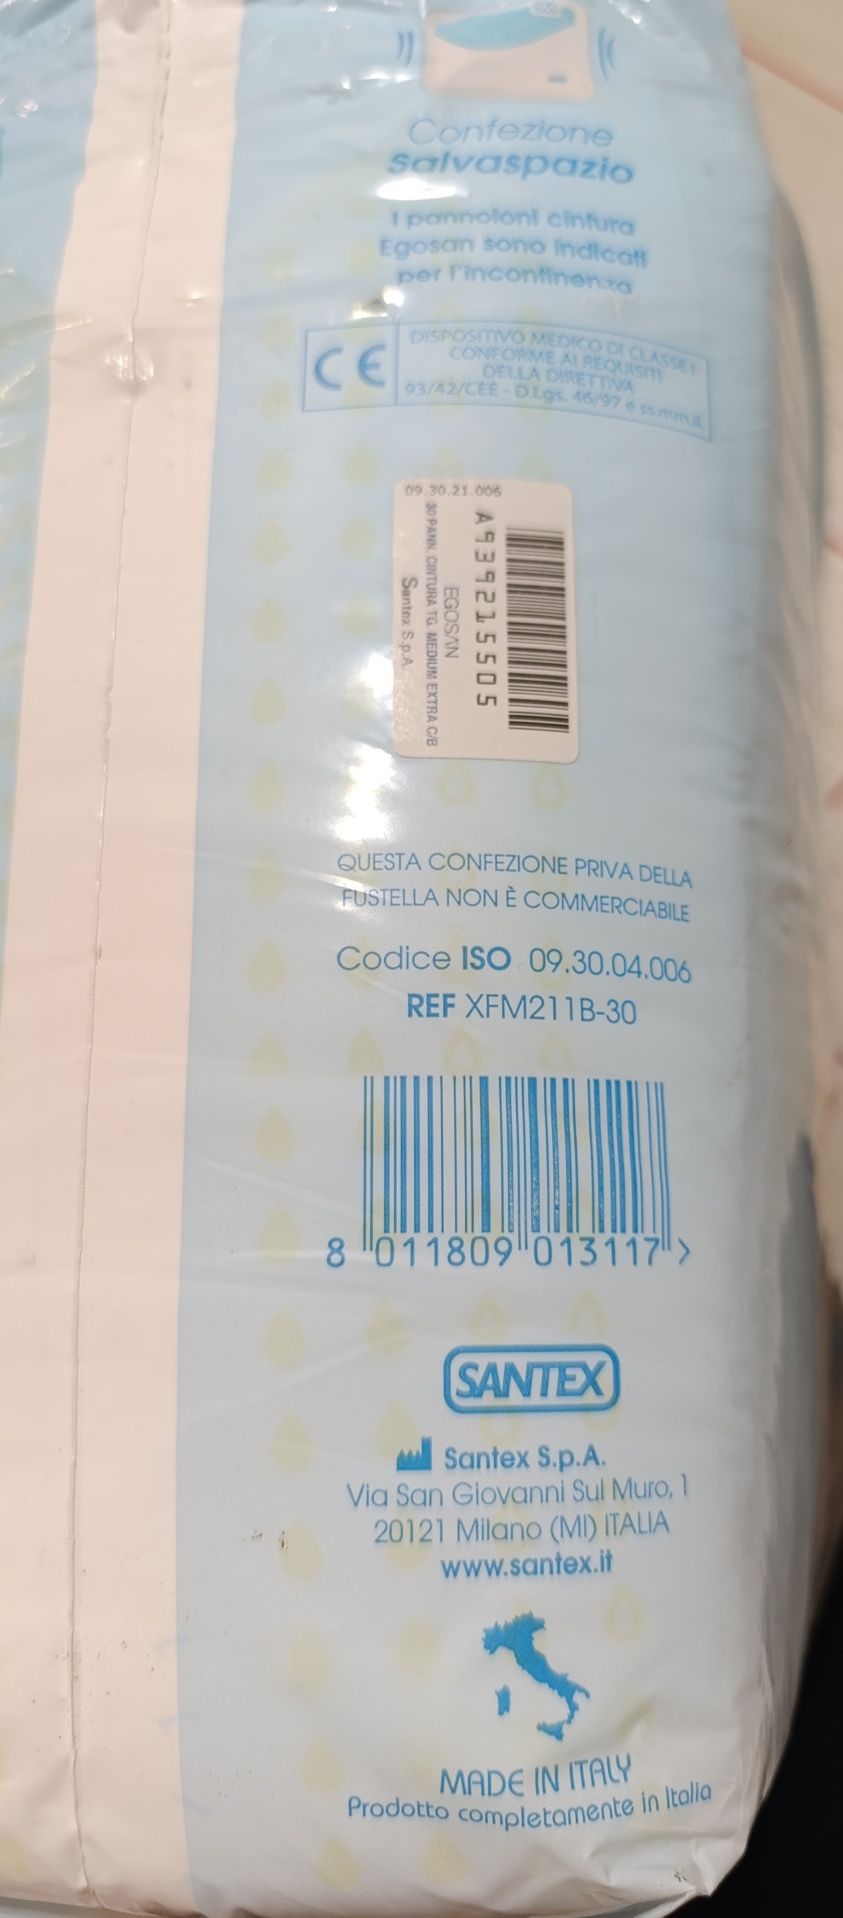 Confezione
Salvaspazio
I pannoloni cintura
Egosan sono indicati
per l'incontinenza
CE
DISPOSITIVO MEDICO DI CLASSE I
CONFORME AI REQUISITI
DELLA DIRETTIVA
93/42/CEE - D.Lgs. 46/97 e ss.mm.ii.
09.30.21.006
A939215505
EGOSAN
30 PANN. CINTURA TG. MEDIUM EXTRA C/B
Santex S.p.A.
QUESTA CONFEZIONE PRIVA DELLA
FUSTELLA NON È COMMERCIABILE
Codice ISO 09.30.04.006
REF XFM211B-30
8 011809 013117 >
SANTEX
Santex S.p.A.
Via San Giovanni Sul Muro, 1
20121 Milano (MI) ITALIA
www.santex.it
MADE IN ITALY
Prodotto completamente in Italia